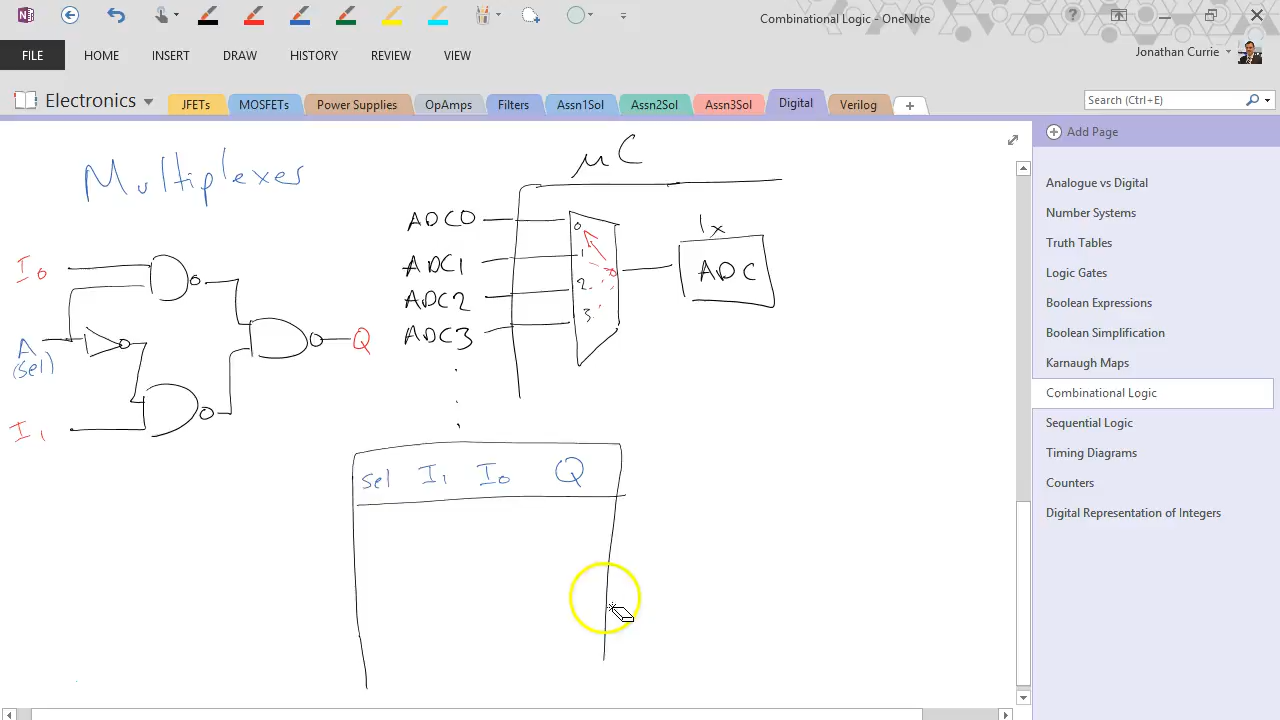 Combinational Logic - OneNote
?
FILE HOME INSERT DRAW HISTORY REVIEW VIEW
Jonathan Currie
Electronics
JFETs MOSFETs Power Supplies OpAmps Filters Assn1Sol Assn2Sol Assn3Sol Digital Verilog +
Search (Ctrl+E)
Add Page
Analogue vs Digital
Number Systems
Truth Tables
Logic Gates
Boolean Expressions
Boolean Simplification
Karnaugh Maps
Combinational Logic
Sequential Logic
Timing Diagrams
Counters
Digital Representation of Integers
Multiplexers
I0
A
(sel)
I1
Q
μC
ADC0
ADC1
ADC2
ADC3
0
1
2
3
1x
ADC
sel I1 I0 Q